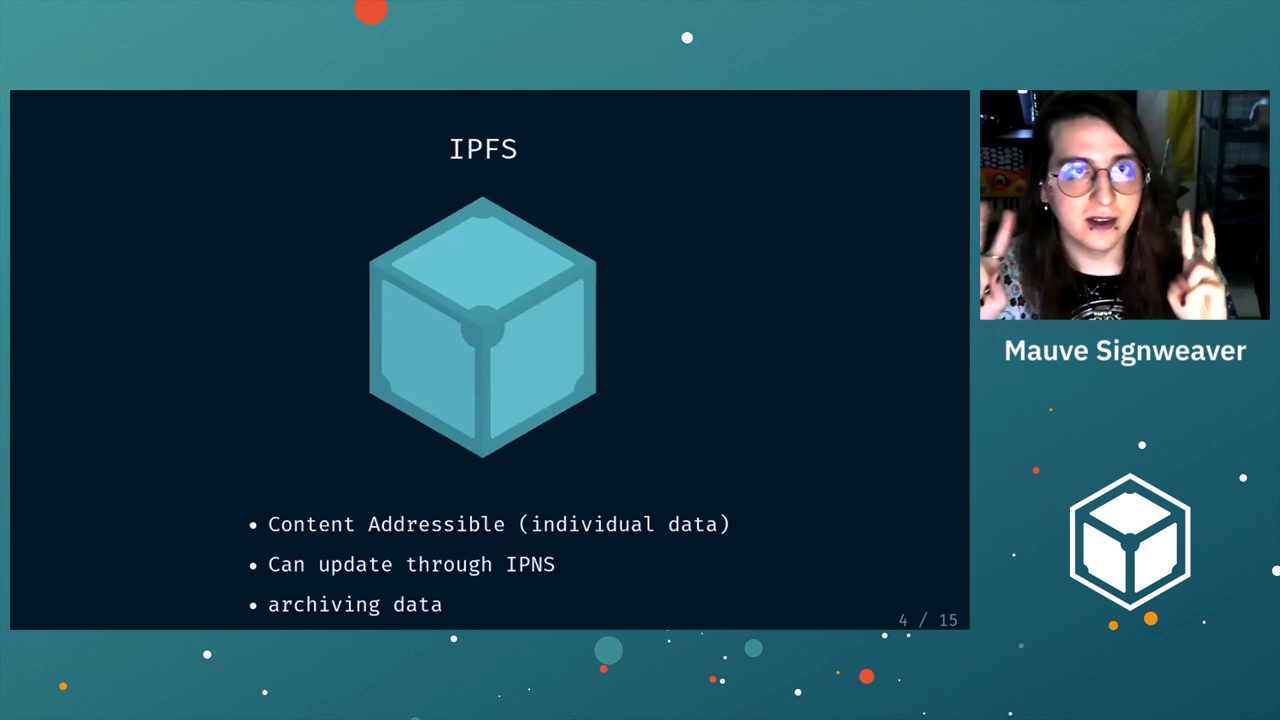 IPFS
• Content Addressible (individual data)
• Can update through IPNS
• archiving data
4 / 15
Mauve Signweaver